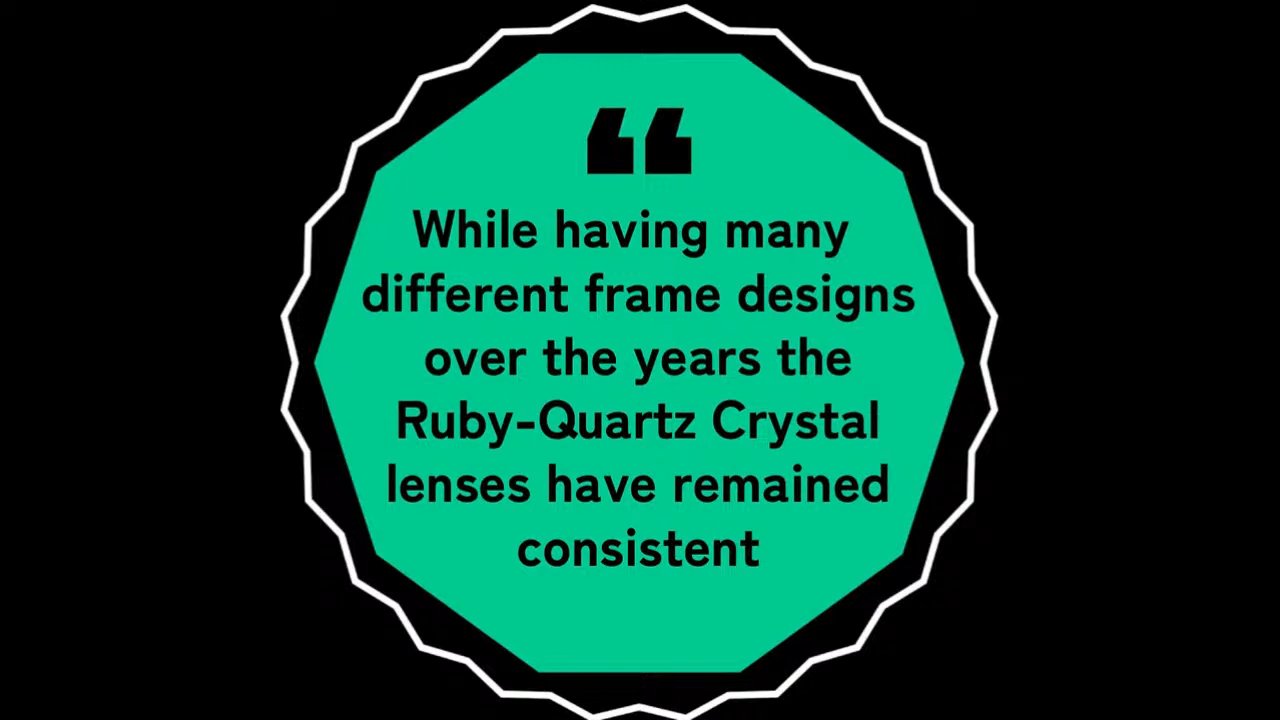 “
While having many
different frame designs
over the years the
Ruby-Quartz Crystal
lenses have remained
consistent